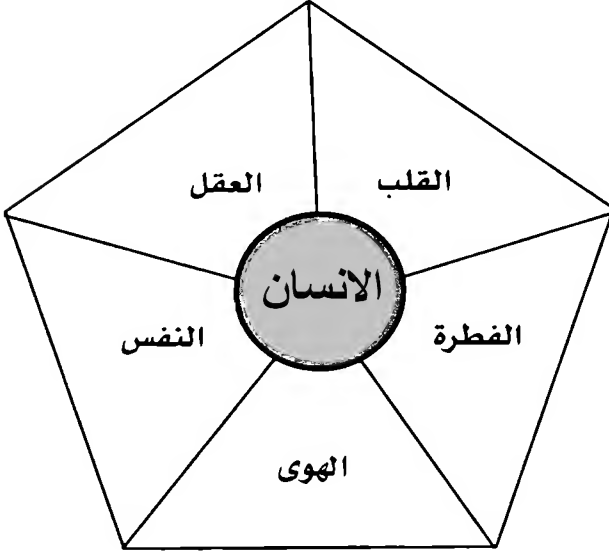 القلب
العقل
الانسان
الفطرة
النفس
الهوى